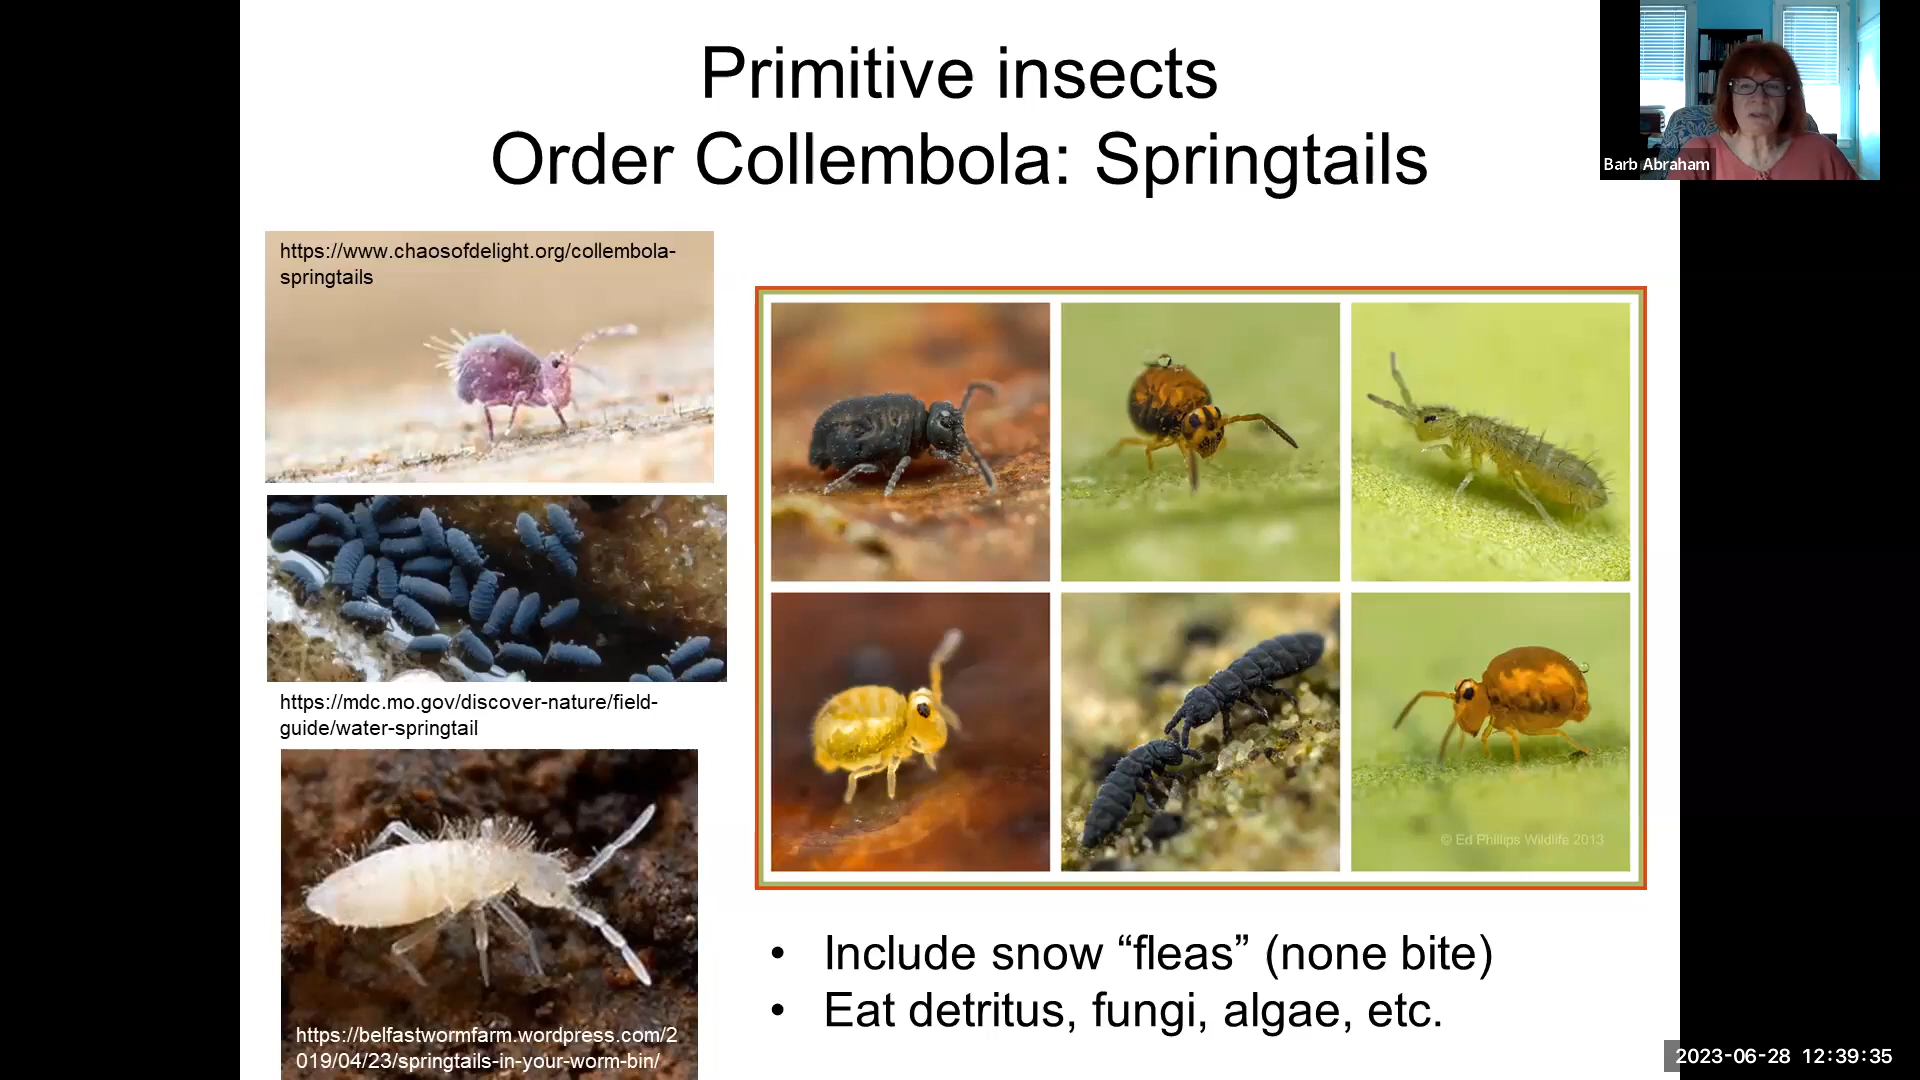 Primitive insects
Order Collembola: Springtails
Barb Abraham
https://www.chaosofdelight.org/collembola-
springtails
https://mdc.mo.gov/discover-nature/field-
guide/water-springtail
https://belfastwormfarm.wordpress.com/2
019/04/23/springtails-in-your-worm-bin/
© Ed Phillips Wildlife 2013
• Include snow “fleas” (none bite)
• Eat detritus, fungi, algae, etc.
2023-06-28 12:39:35